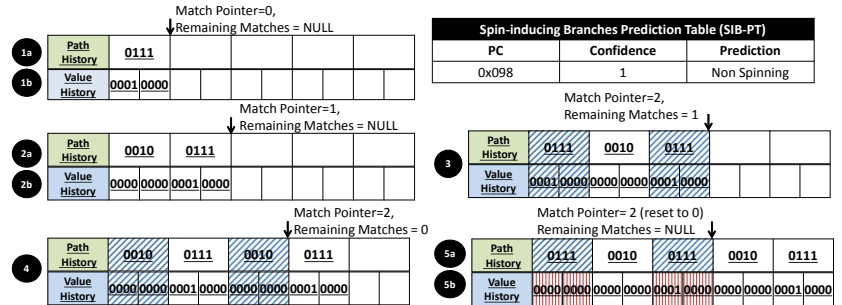 Match Pointer=0,
Remaining Matches = NULL
1a Path History 0111
1b Value History 0001 0000
Spin-inducing Branches Prediction Table (SIB-PT)
PC Confidence Prediction
0x098 1 Non Spinning
Match Pointer=1,
Remaining Matches = NULL
2a Path History 0010 0111
2b Value History 0000 0000 0001 0000
Match Pointer=2,
Remaining Matches = 1
3 Path History 0111 0010 0111
Value History 0001 0000 0000 0000 0001 0000
Match Pointer=2,
Remaining Matches = 0
4 Path History 0010 0111 0010 0111
Value History 0000 0000 0001 0000 0000 0000 0001 0000
Match Pointer= 2 (reset to 0)
Remaining Matches = NULL
5a Path History 0111 0010 0111 0010 0111
5b Value History 0000 0000 0000 0000 0001 0000 0000 0000 0001 0000